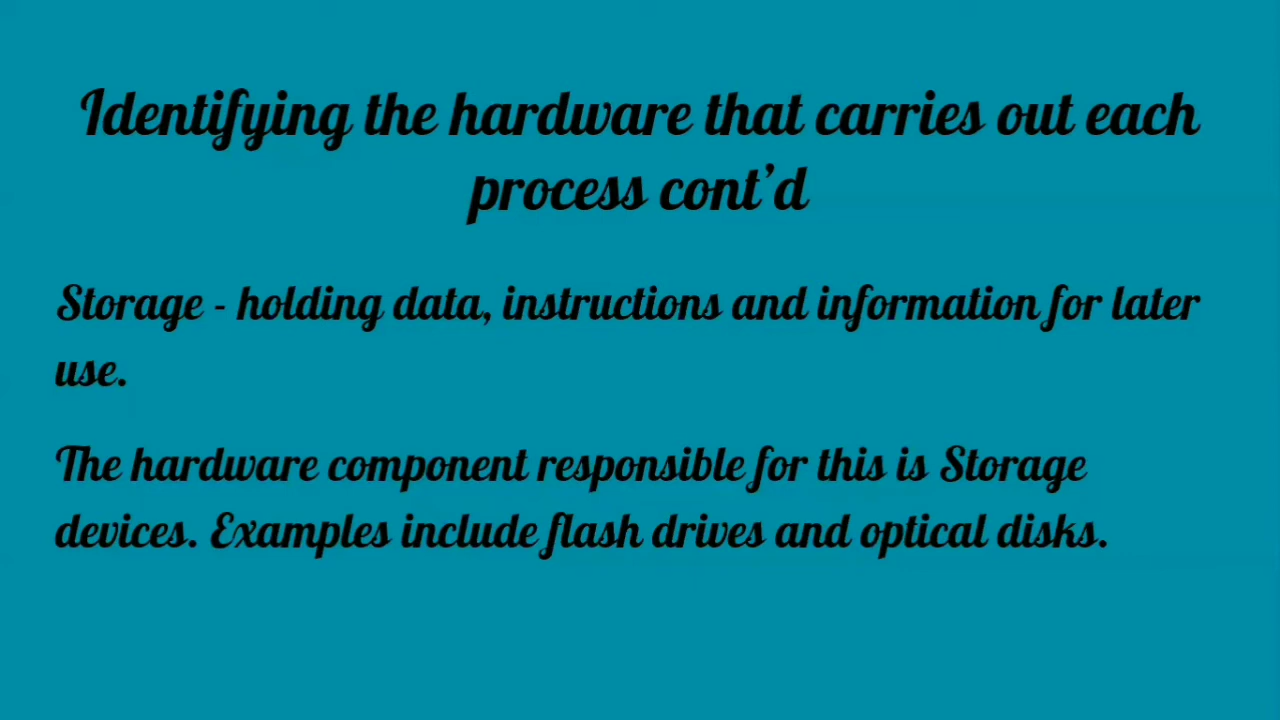 Identifying the hardware that carries out each
process cont’d
Storage - holding data, instructions and information for later
use.
The hardware component responsible for this is Storage
devices. Examples include flash drives and optical disks.